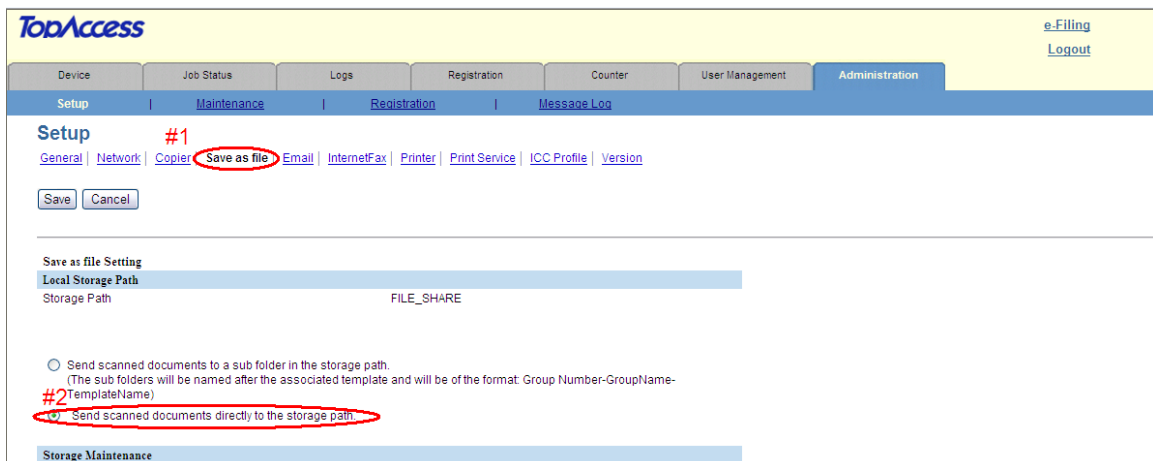 TopAccess
e-Filing
Logout
Device Job Status Logs Registration Counter User Management Administration
Setup | Maintenance | Registration | Message Log
Setup
#1
General | Network | Copier | Save as file | Email | InternetFax | Printer | Print Service | ICC Profile | Version
Save Cancel
Save as file Setting
Local Storage Path
Storage Path FILE_SHARE
Send scanned documents to a sub folder in the storage path.
(The sub folders will be named after the associated template and will be of the format: Group Number-GroupName-
TemplateName)
#2
Send scanned documents directly to the storage path.
Storage Maintenance